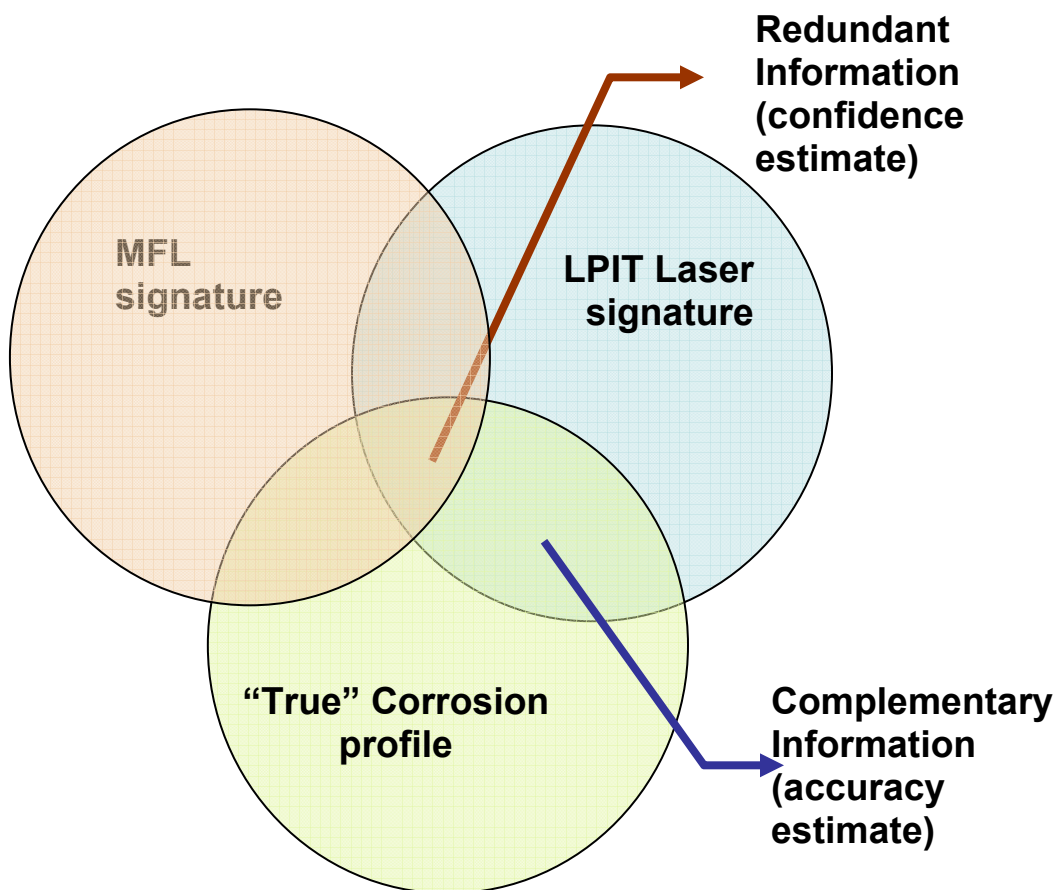 Redundant
Information
(confidence
estimate)
MFL
signature
LPIT Laser
signature
“True” Corrosion
profile
Complementary
Information
(accuracy
estimate)